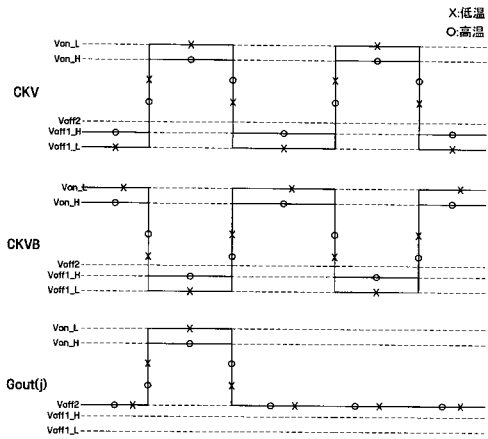 X:低温
O:高温
Von_L
Von_H
CKV
Voff2
Voff1_H
Voff1_L
Von_L
Von_H
CKVB
Voff2
Voff1_H
Voff1_L
Von_L
Von_H
Gout(j)
Voff2
Voff1_H
Voff1_L